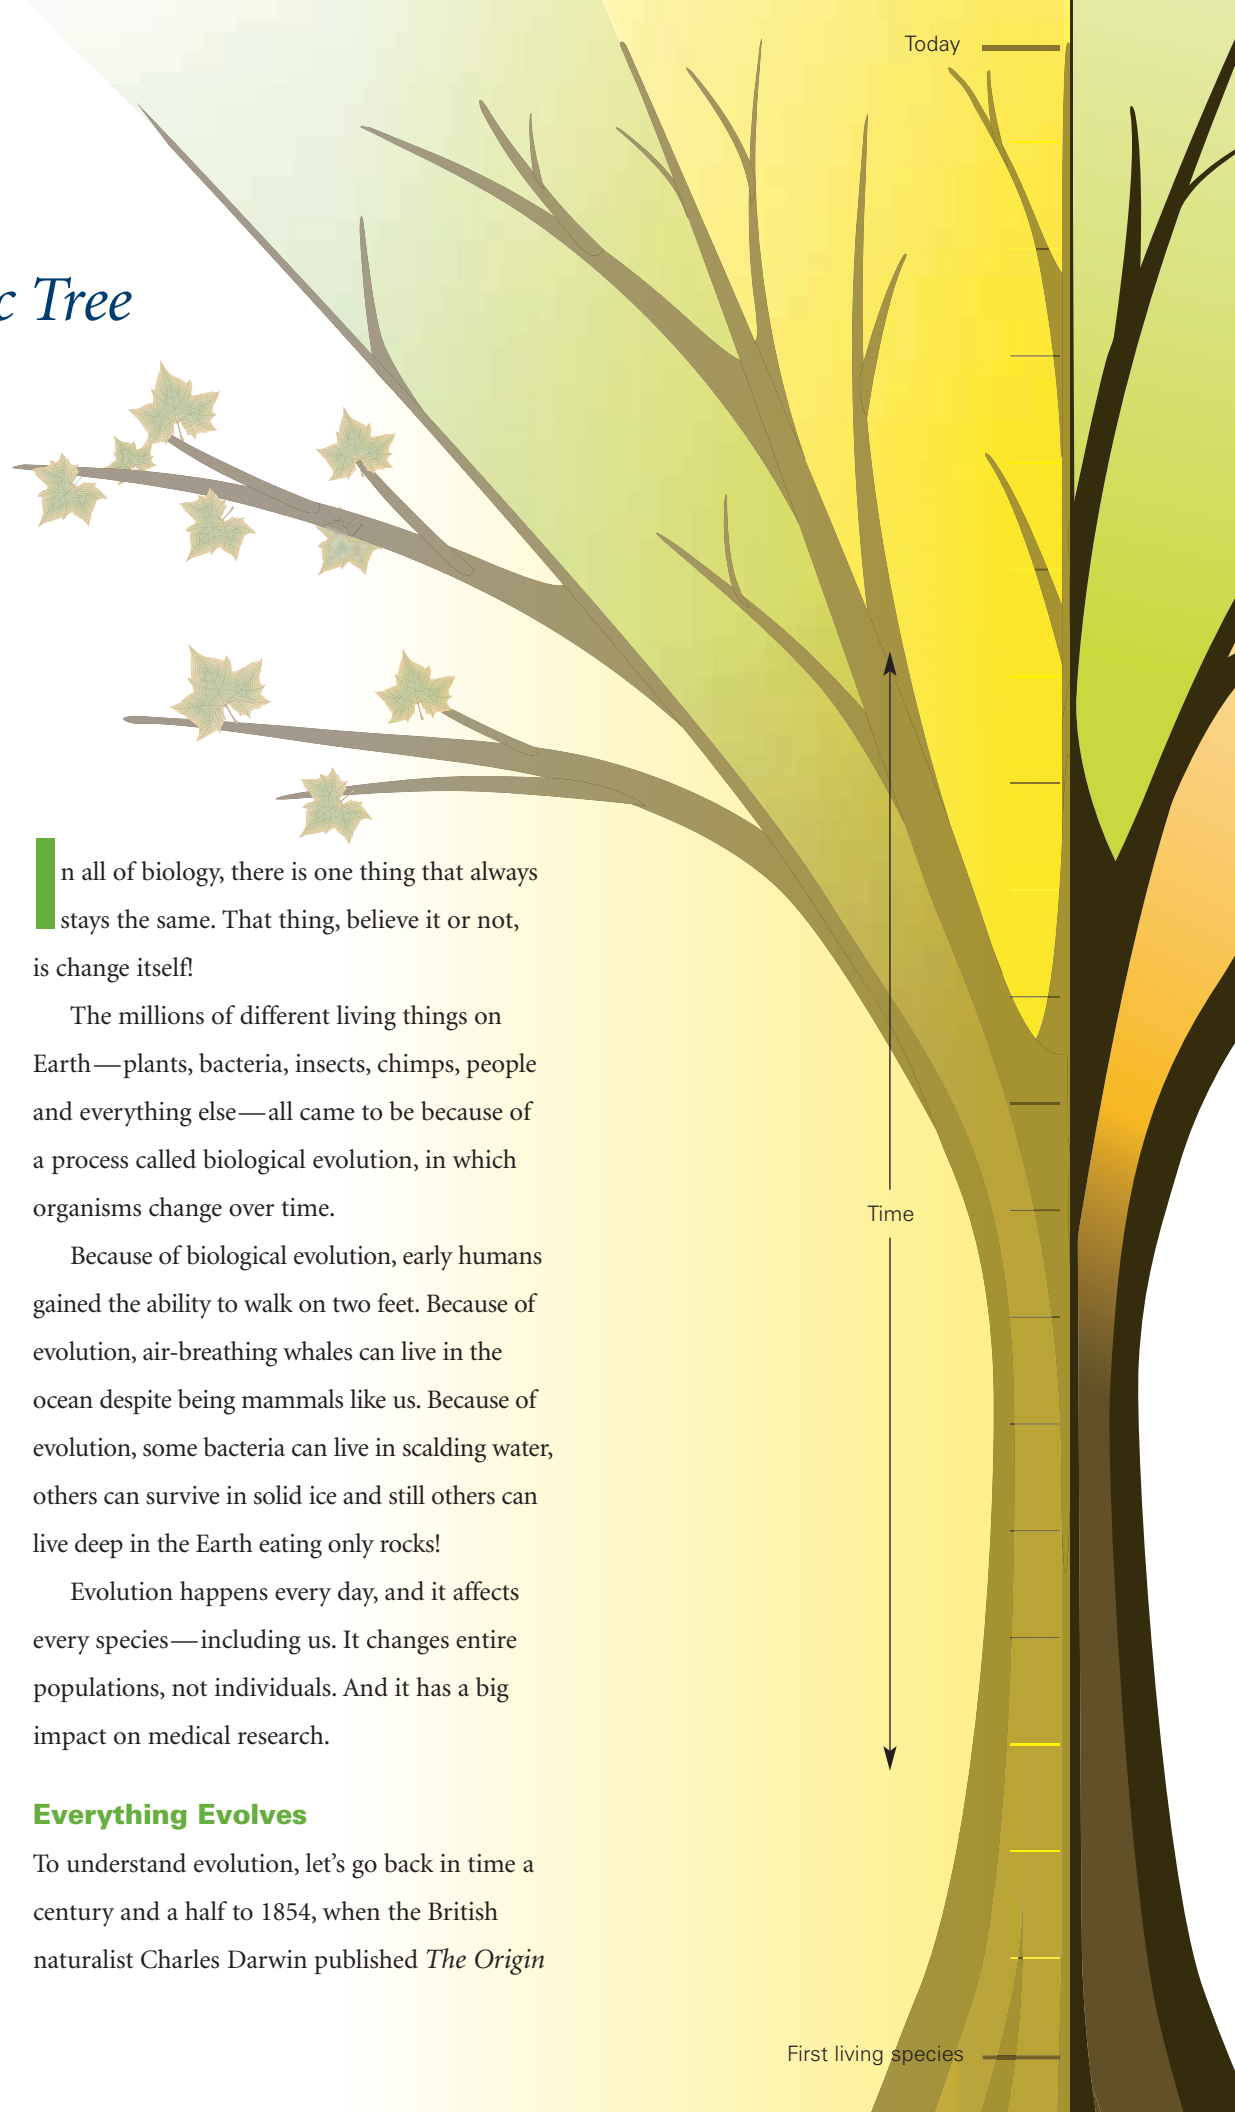 Today
c Tree
In all of biology, there is one thing that always
stays the same. That thing, believe it or not,
is change itself!
The millions of different living things on
Earth—plants, bacteria, insects, chimps, people
and everything else—all came to be because of
a process called biological evolution, in which
organisms change over time.
Because of biological evolution, early humans
gained the ability to walk on two feet. Because of
evolution, air-breathing whales can live in the
ocean despite being mammals like us. Because of
evolution, some bacteria can live in scalding water,
others can survive in solid ice and still others can
live deep in the Earth eating only rocks!
Evolution happens every day, and it affects
every species—including us. It changes entire
populations, not individuals. And it has a big
impact on medical research.
Everything Evolves
To understand evolution, let's go back in time a
century and a half to 1854, when the British
naturalist Charles Darwin published The Origin
Time
First living species